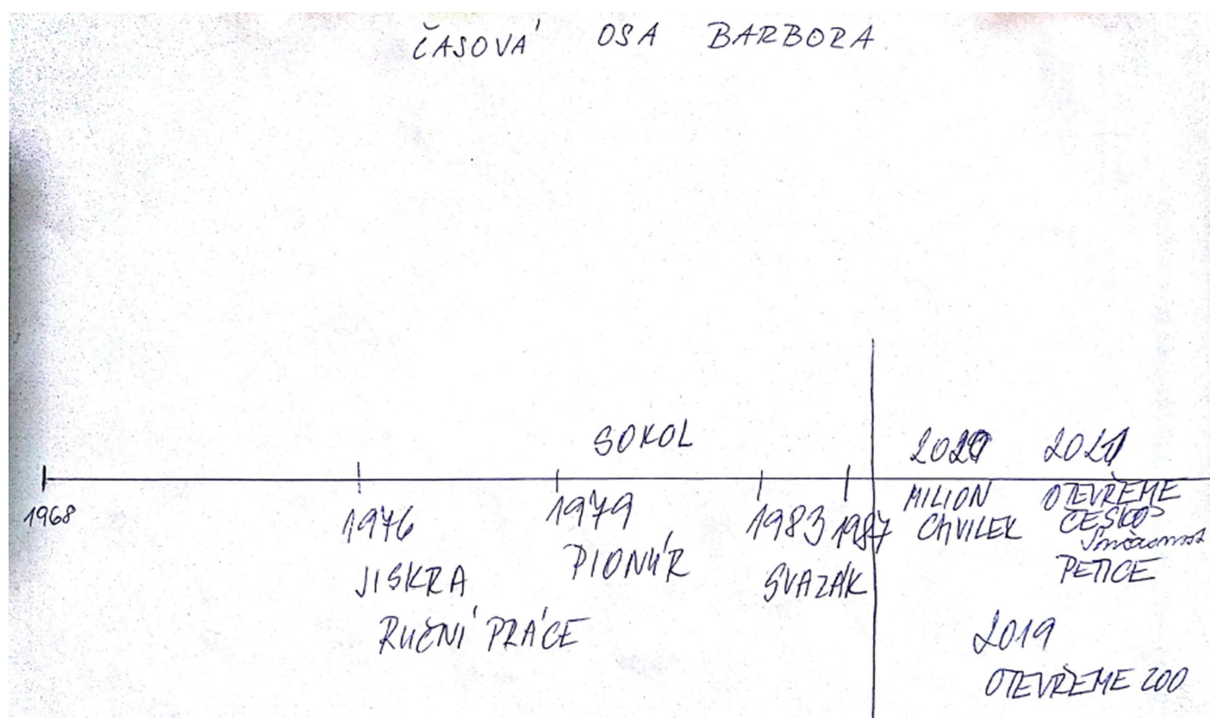 ČASOVÁ OSA BARBORA
SOKOL
2020 2021
1968 1976 1979 1983 1987 MILION OTEVŘEME
JISKRA PIONÝR SVAZÁK CHVILEK ČESKO
RUČNÍ PRÁCE PETICE
2019
OTEVŘEME ZOO